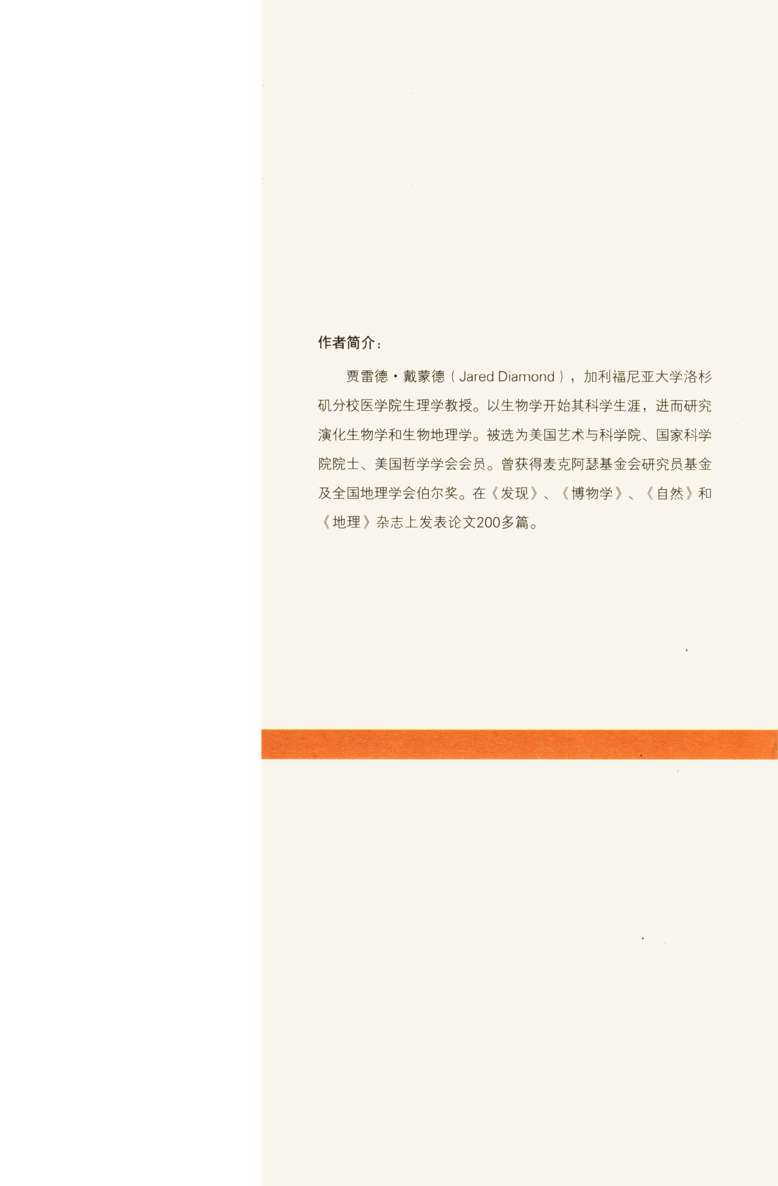 作者简介：
贾雷德·戴蒙德（Jared Diamond），加利福尼亚大学洛杉
矶分校医学院生理学教授。以生物学开始其科学生涯，进而研究
演化生物学和生物地理学。被选为美国艺术与科学院、国家科学
院院士、美国哲学学会会员。曾获得麦克阿瑟基金会研究员基金
及全国地理学会伯尔奖。在《发现》、《博物学》、《自然》和
《地理》杂志上发表论文200多篇。